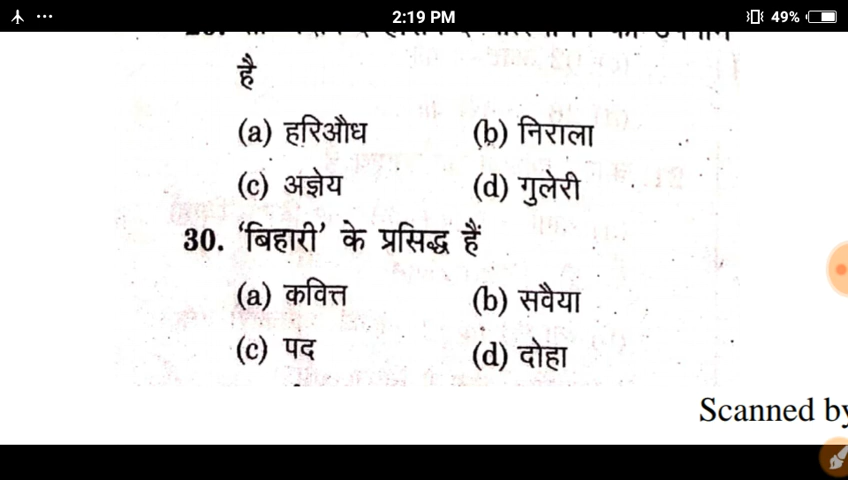 2:19 PM
49%
है
(a) हरिऔध (b) निराला
(c) अज्ञेय (d) गुलेरी
30. ‘बिहारी’ के प्रसिद्ध हैं
(a) कवित्त (b) सवैया
(c) पद (d) दोहा
Scanned by